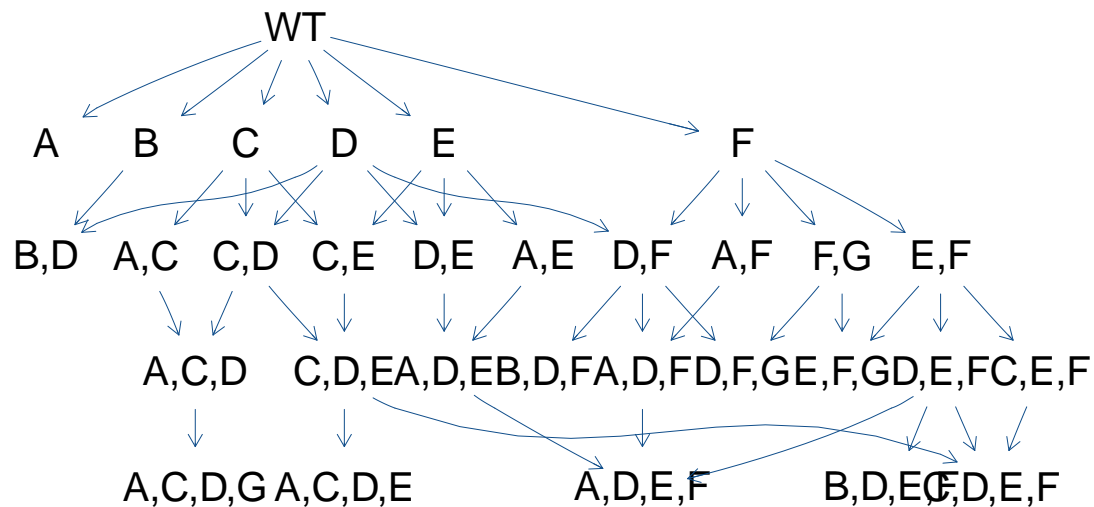 WT
A B C D E F
B,D A,C C,D C,E D,E A,E D,F A,F F,G E,F
A,C,D C,D,E A,D,E B,D,F A,D,F D,F,G E,F,G D,E,F C,E,F
A,C,D,G A,C,D,E A,D,E,F B,D,E,F C,D,E,F